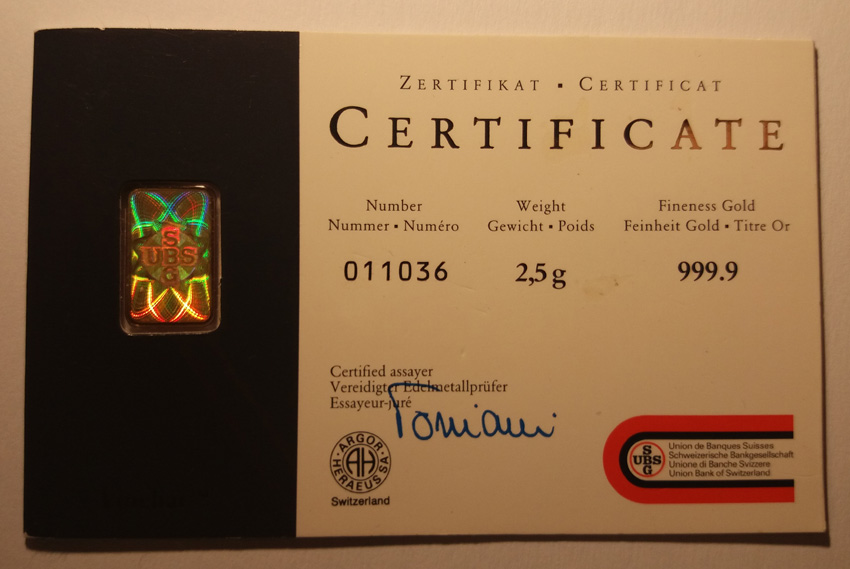 ZERTIFIKAT ▪ CERTIFICAT
CERTIFICATE
Number
Nummer ▪ Numéro
011036
Weight
Gewicht ▪ Poids
2,5 g
Fineness Gold
Feinheit Gold ▪ Titre Or
999.9
S
UBS
G
Certified assayer
Vereidigter Edelmetallprüfer
Essayeur-juré
Toniani
ARGOR
AH
HERAEUS SA
Switzerland
S
UBS
G
Union de Banques Suisses
Schweizerische Bankgesellschaft
Unione di Banche Svizzere
Union Bank of Switzerland